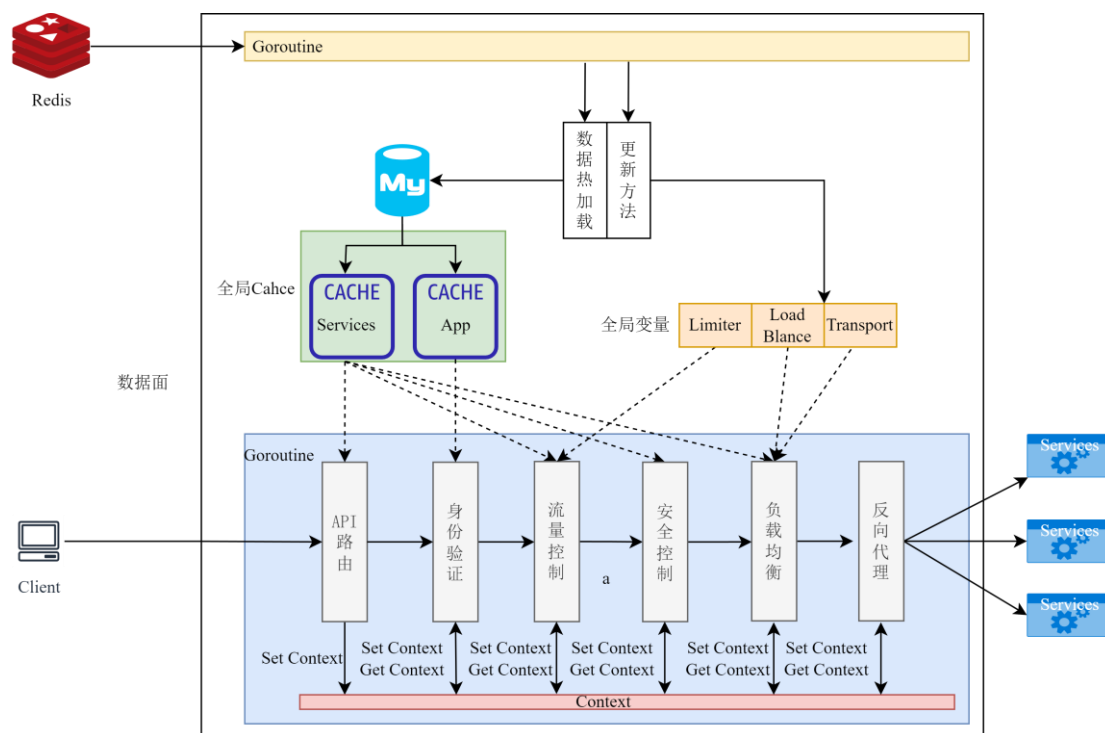 Goroutine
Redis
数据热加载
更新方法
My
全局Cahce
CACHE
Services
CACHE
App
全局变量
Limiter
Load
Blance
Transport
数据面
Goroutine
Services
API
路由
身份验证
流量控制
安全控制
负载均衡
反向代理
Services
a
Client
Services
Set Context
Set Context
Get Context
Set Context
Get Context
Set Context
Get Context
Set Context
Get Context
Set Context
Get Context
Context